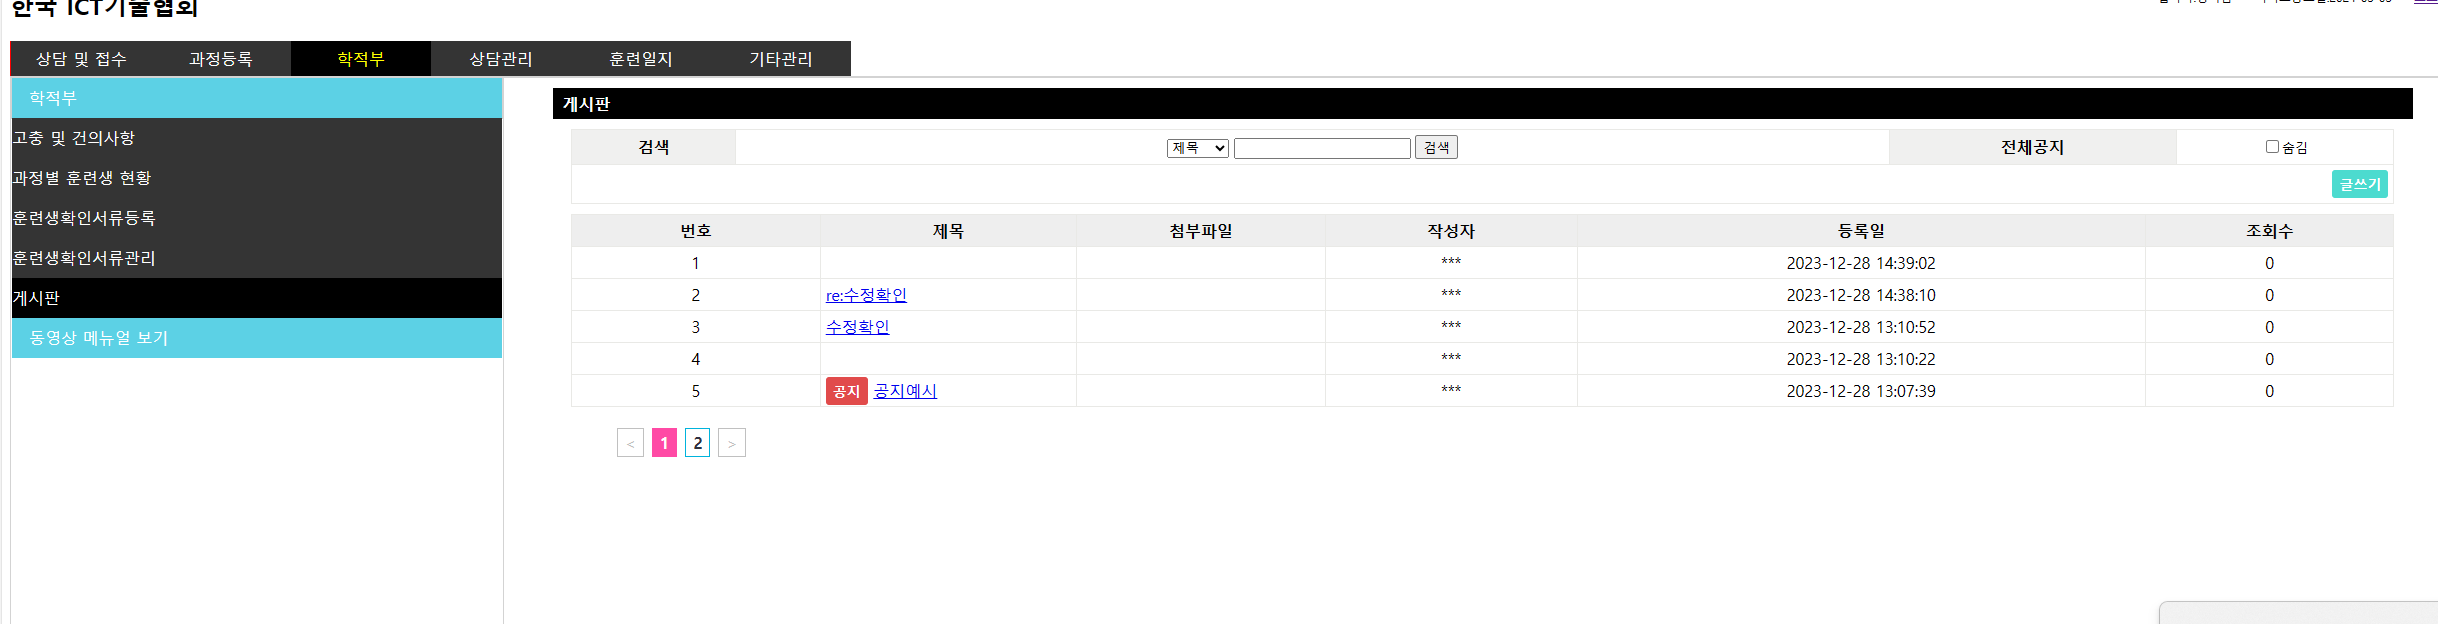 한국 ICT기술협회
상담 및 접수 과정등록 학적부 상담관리 훈련일지 기타관리
학적부
고충 및 건의사항
과정별 훈련생 현황
훈련생확인서류등록
훈련생확인서류관리
게시판
동영상 메뉴얼 보기
게시판
검색 제목 검색 전체공지 숨김
글쓰기
번호 제목 첨부파일 작성자 등록일 조회수
1 *** 2023-12-28 14:39:02 0
2 re:수정확인 *** 2023-12-28 14:38:10 0
3 수정확인 *** 2023-12-28 13:10:52 0
4 *** 2023-12-28 13:10:22 0
5 공지 공지예시 *** 2023-12-28 13:07:39 0
< 1 2 >